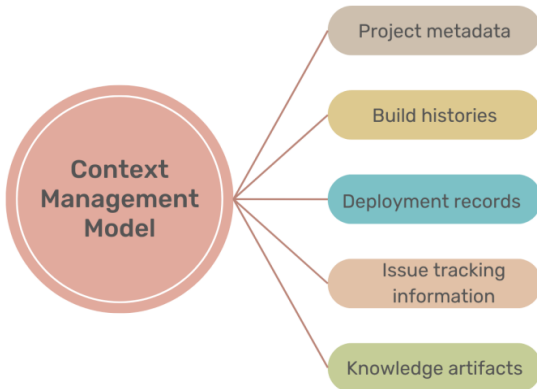 Context
Management
Model
Project metadata
Build histories
Deployment records
Issue tracking
information
Knowledge artifacts